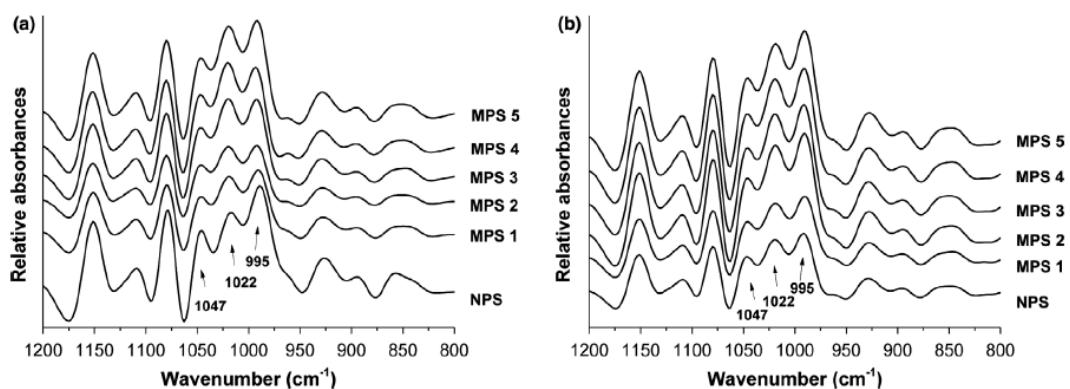 (a)
Relative absorbances
MPS 5
MPS 4
MPS 3
MPS 2
MPS 1
NPS
995
1022
1047
1200 1150 1100 1050 1000 950 900 850 800
Wavenumber (cm⁻¹)
(b)
Relative absorbances
MPS 5
MPS 4
MPS 3
MPS 2
MPS 1
NPS
995
1022
1047
1200 1150 1100 1050 1000 950 900 850 800
Wavenumber (cm⁻¹)